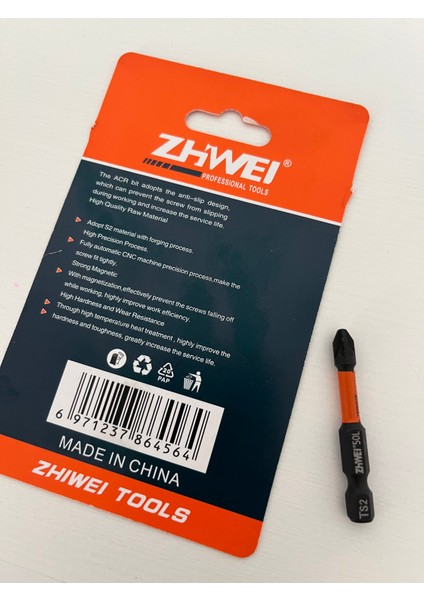 ZHIWEI®
PROFESSIONAL TOOLS
The ACR bit adopts the anti-slip design,
which can prevent the screw from slipping
during working and increase the service life.
High Quality Raw Material
Adopt S2 material with forging process.
High Precision Process.
Fully automatic CNC machine precision process,make the
screw fit tightly.
Strong Magnetic
With magnetization,effectively prevent the screws falling off
while working, highly improve work efficiency.
High Hardness and Wear Resistance
Through high temperature heat treatment , highly improve the
hardness and toughness, greatly increase the service life.
PAP
6 971237 864564
MADE IN CHINA
ZHIWEI TOOLS
ZHIWEI® 50L
TS2